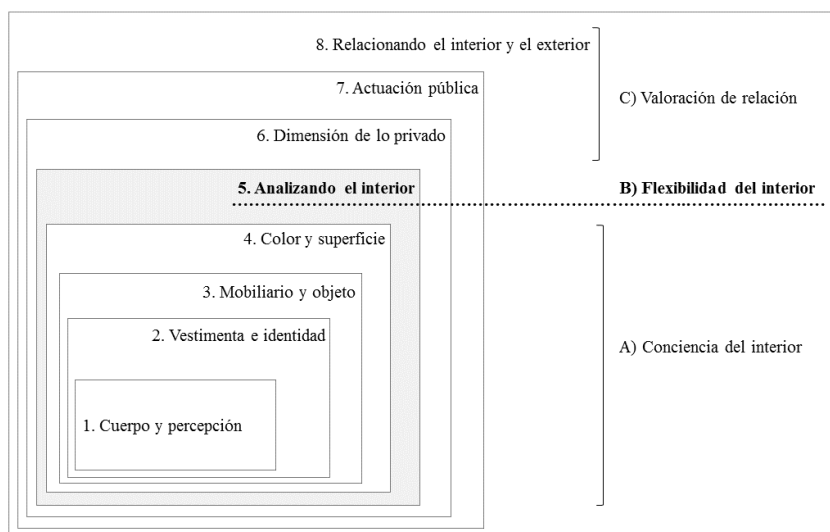 8. Relacionando el interior y el exterior
7. Actuación pública
C) Valoración de relación
6. Dimensión de lo privado
5. Analizando el interior
B) Flexibilidad del interior
4. Color y superficie
3. Mobiliario y objeto
2. Vestimenta e identidad
A) Conciencia del interior
1. Cuerpo y percepción